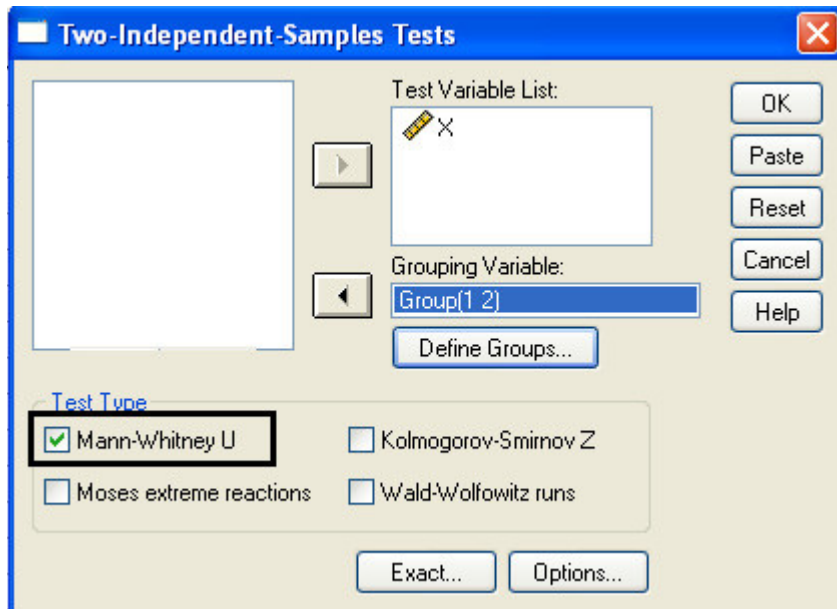 Two-Independent-Samples Tests
Test Variable List:
X
Grouping Variable:
Group(1 2)
Define Groups...
OK
Paste
Reset
Cancel
Help
Test Type
Mann-Whitney U
Kolmogorov-Smirnov Z
Moses extreme reactions
Wald-Wolfowitz runs
Exact...
Options...